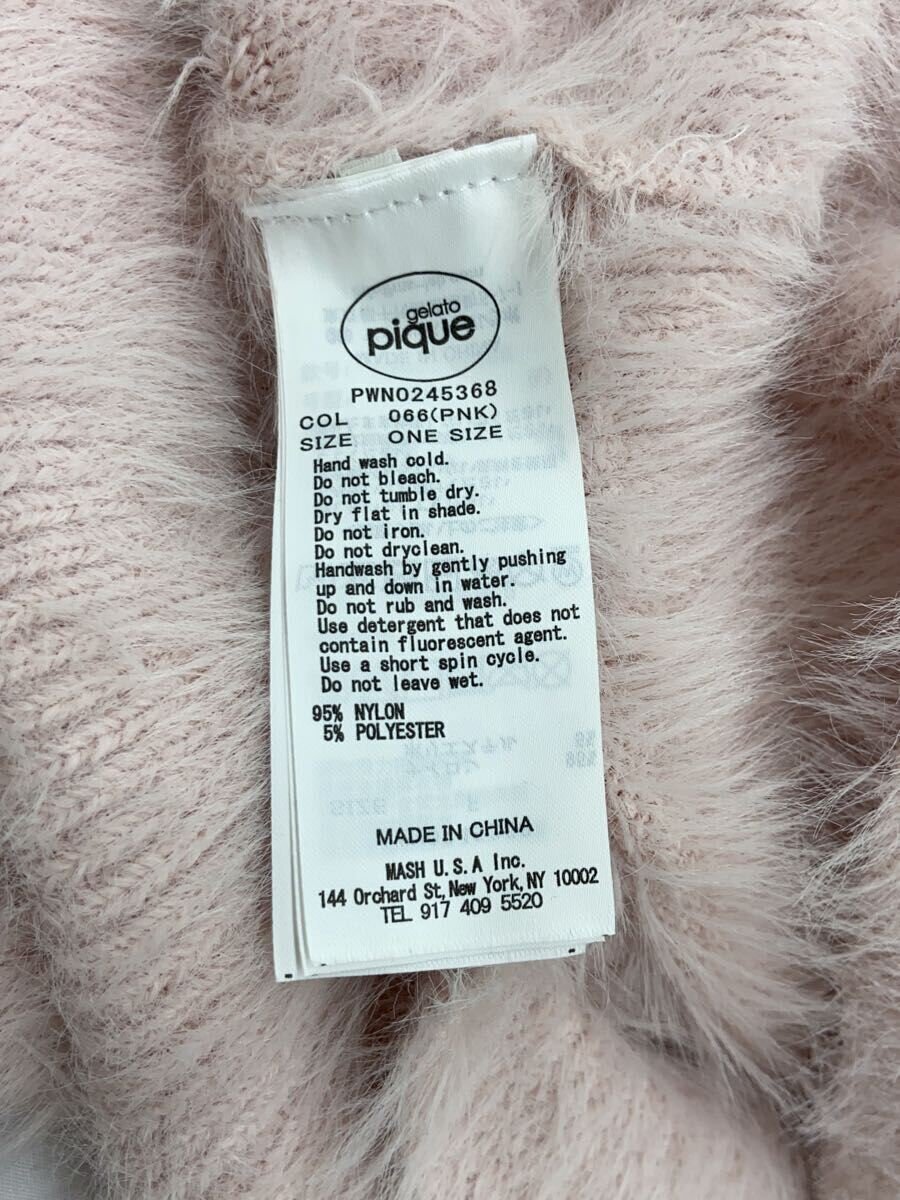 gelato
pique
PWNO245368
COL 066(PNK)
SIZE ONE SIZE
Hand wash cold.
Do not bleach.
Do not tumble dry.
Dry flat in shade.
Do not iron.
Do not dryclean.
Handwash by gently pushing
up and down in water.
Do not rub and wash.
Use detergent that does not
contain fluorescent agent.
Use a short spin cycle.
Do not leave wet.
95% NYLON
5% POLYESTER
MADE IN CHINA
MASH U.S.A Inc.
144 Orchard St,New York,NY 10002
TEL 917 409 5520